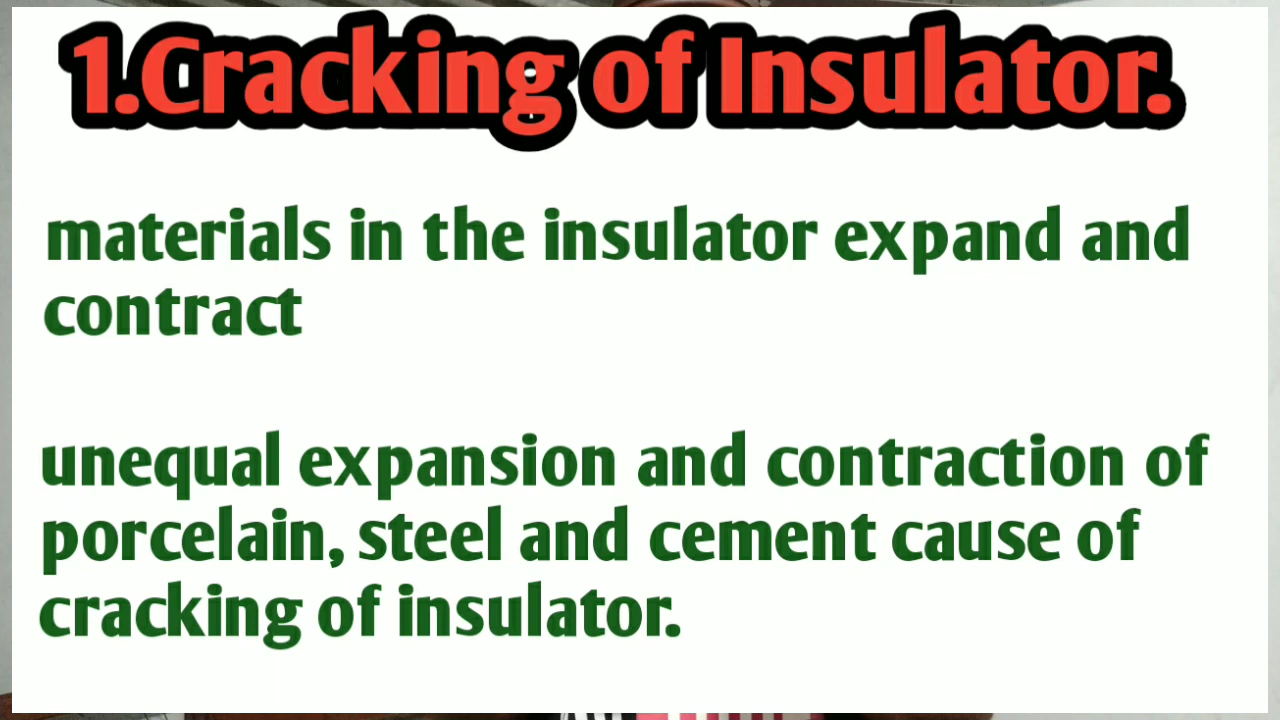 1.Cracking of Insulator.
materials in the insulator expand and
contract
unequal expansion and contraction of
porcelain, steel and cement cause of
cracking of insulator.